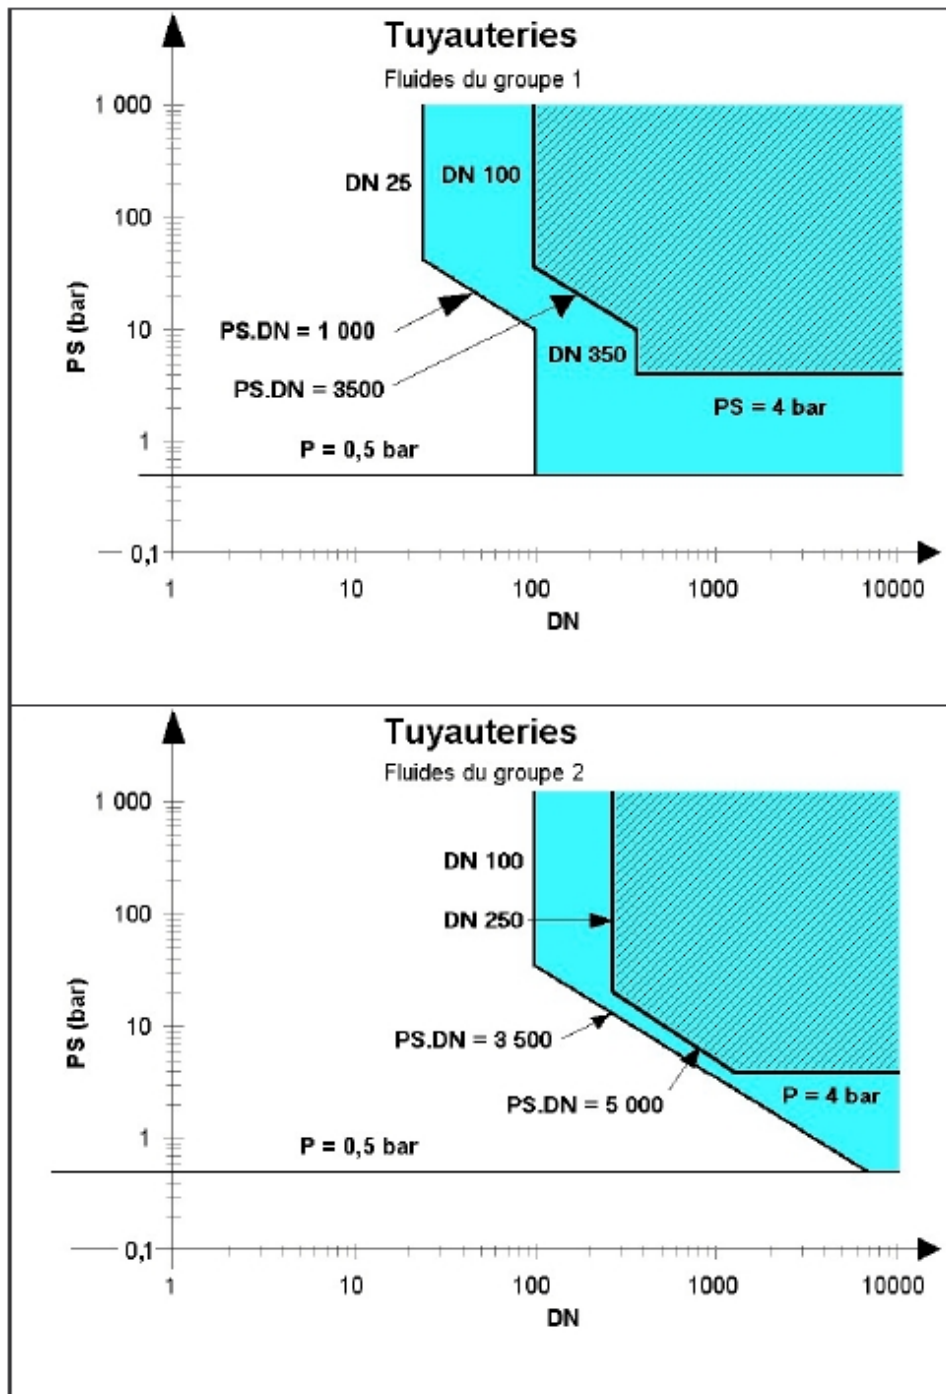 Tuyauteries
Fluides du groupe 1
1 000
DN 25
DN 100
100
PS (bar)
PS.DN = 1 000
10
DN 350
PS.DN = 3500
PS = 4 bar
1
P = 0,5 bar
0,1
1 10 100 1000 10000
DN
Tuyauteries
Fluides du groupe 2
1 000
DN 100
100
DN 250
PS (bar)
10
PS.DN = 3 500
PS.DN = 5 000
P = 4 bar
1
P = 0,5 bar
0,1
1 10 100 1000 10000
DN